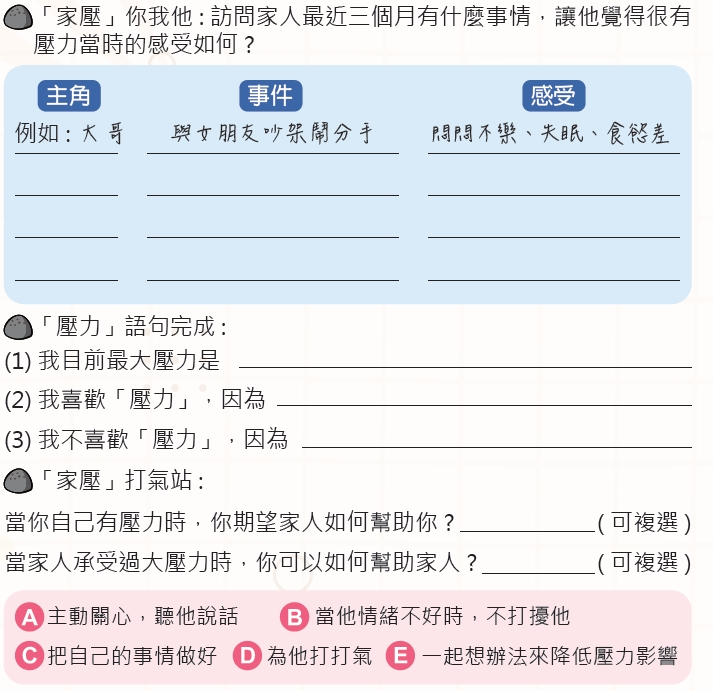 「家壓」你我他：訪問家人最近三個月有什麼事情，讓他覺得很有
壓力當時的感受如何？
主角 事件 感受
例如：大哥 與女朋友吵架鬧分手 悶悶不樂、失眠、食慾差
「壓力」語句完成：
(1) 我目前最大壓力是
(2) 我喜歡「壓力」，因為
(3) 我不喜歡「壓力」，因為
「家壓」打氣站：
當你自己有壓力時，你期望家人如何幫助你？____________（可複選）
當家人承受過大壓力時，你可以如何幫助家人？__________（可複選）
A 主動關心，聽他說話 B 當他情緒不好時，不打擾他
C 把自己的事情做好 D 為他打打氣 E 一起想辦法來降低壓力影響